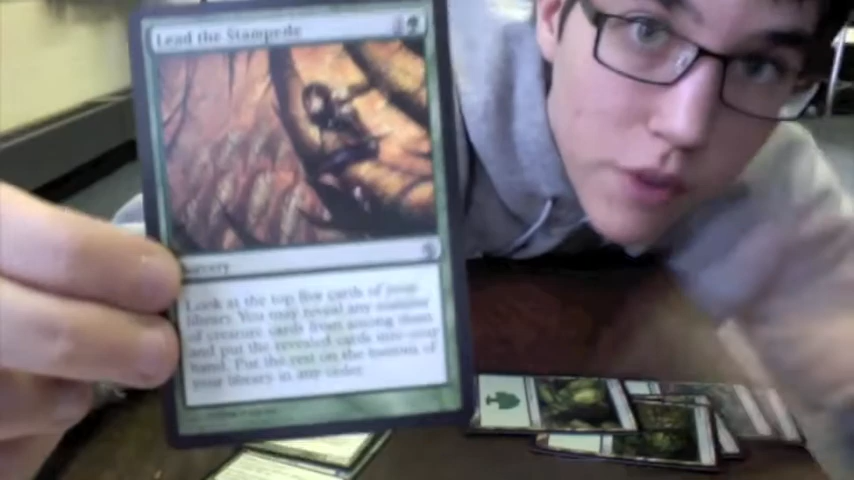 Lead the Stampede
Sorcery
Look at the top five cards of your
library. You may reveal any number
of creature cards from among them
and put the revealed cards into your
hand. Put the rest on the bottom of
your library in any order.